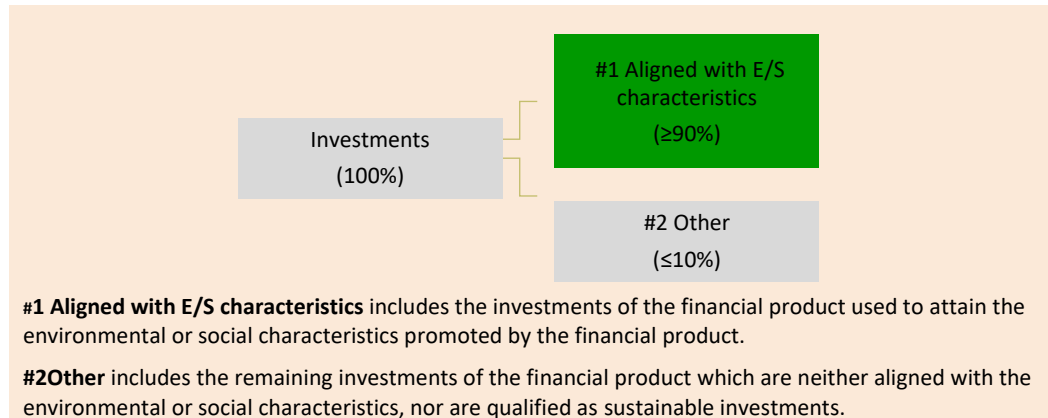 #1 Aligned with E/S
characteristics
(≥90%)
Investments
(100%)
#2 Other
(≤10%)
#1 Aligned with E/S characteristics includes the investments of the financial product used to attain the
environmental or social characteristics promoted by the financial product.
#2Other includes the remaining investments of the financial product which are neither aligned with the
environmental or social characteristics, nor are qualified as sustainable investments.